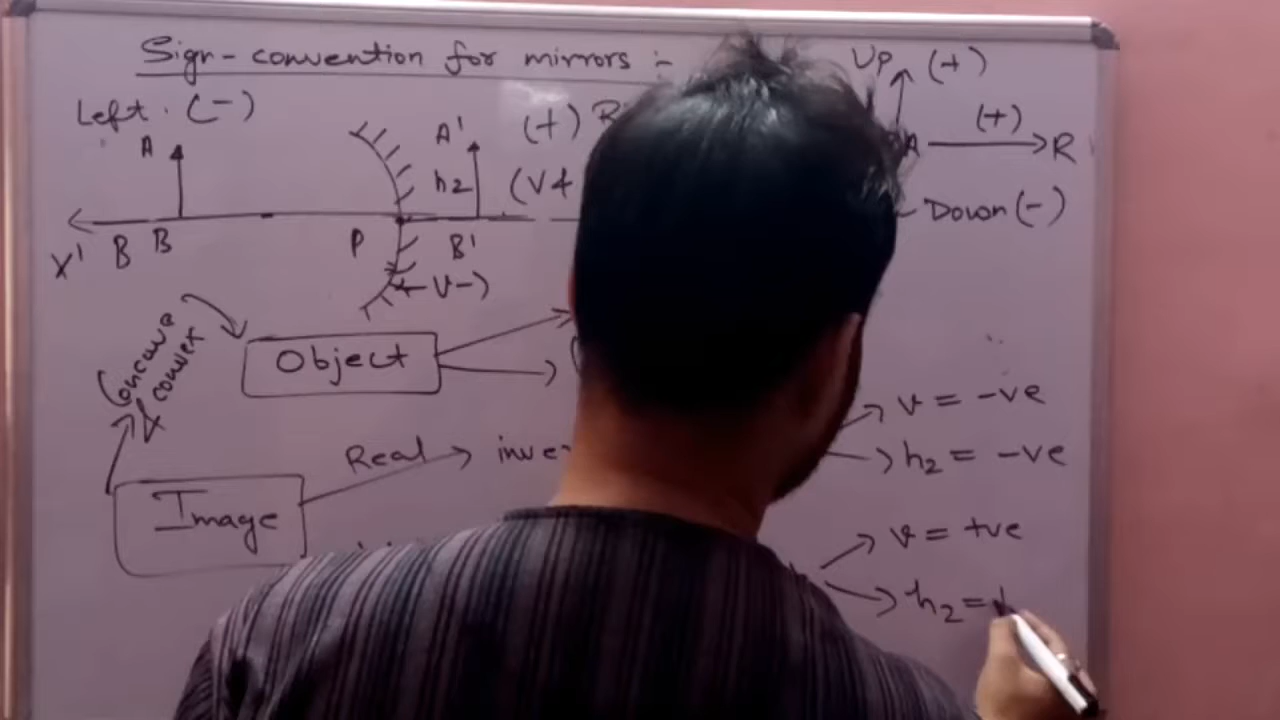 Sign-convention for mirrors :-
Up (+)
Left. (-)
A
A'
(+)
h2
A
(+)
R
Down (-)
X'
B
B
P
B'
Concave
& convex
Object
v = -ve
Real
h2 = -ve
Image
v = +ve
h2 =